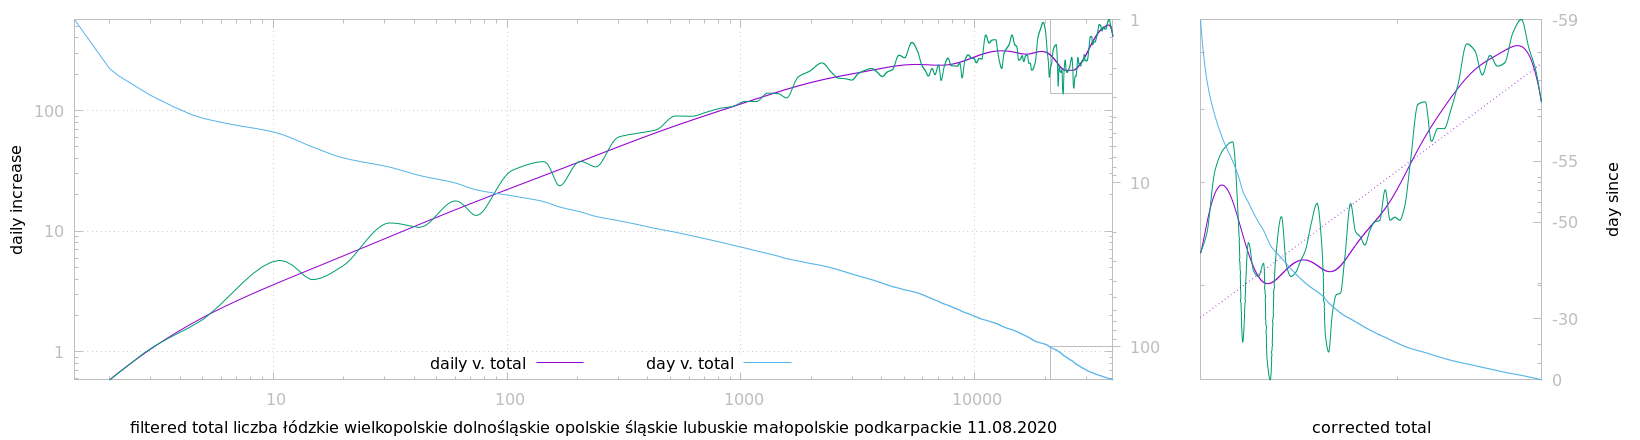 1
-59
100
daily increase
10
10
-55
-50
day since
-30
1
daily v. total
day v. total
100
0
10
100
1000
10000
filtered total liczba łódzkie wielkopolskie dolnośląskie opolskie śląskie lubuskie małopolskie podkarpackie 11.08.2020
corrected total